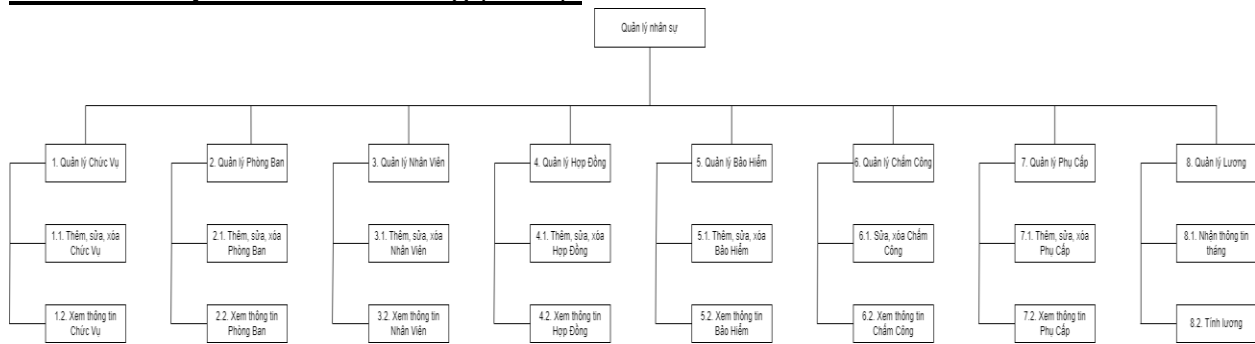 Quản lý nhân sự
1. Quản lý Chức Vụ
2. Quản lý Phòng Ban
3. Quản lý Nhân Viên
4. Quản lý Hợp Đồng
5. Quản lý Bảo Hiểm
6. Quản lý Chấm Công
7. Quản lý Phụ Cấp
8. Quản lý Lương
1.1. Thêm, sửa, xóa
Chức Vụ
2.1. Thêm, sửa, xóa
Phòng Ban
3.1. Thêm, sửa, xóa
Nhân Viên
4.1. Thêm, sửa, xóa
Hợp Đồng
5.1. Thêm, sửa, xóa
Bảo Hiểm
6.1. Sửa, xóa Chấm
Công
7.1. Thêm, sửa, xóa
Phụ Cấp
8.1. Nhân thông tin
tháng
1.2. Xem thông tin
Chức Vụ
2.2. Xem thông tin
Phòng Ban
3.2. Xem thông tin
Nhân Viên
4.2. Xem thông tin
Hợp Đồng
5.2. Xem thông tin
Bảo Hiểm
6.2. Xem thông tin
Chấm Công
7.2. Xem thông tin
Phụ Cấp
8.2. Tính lương